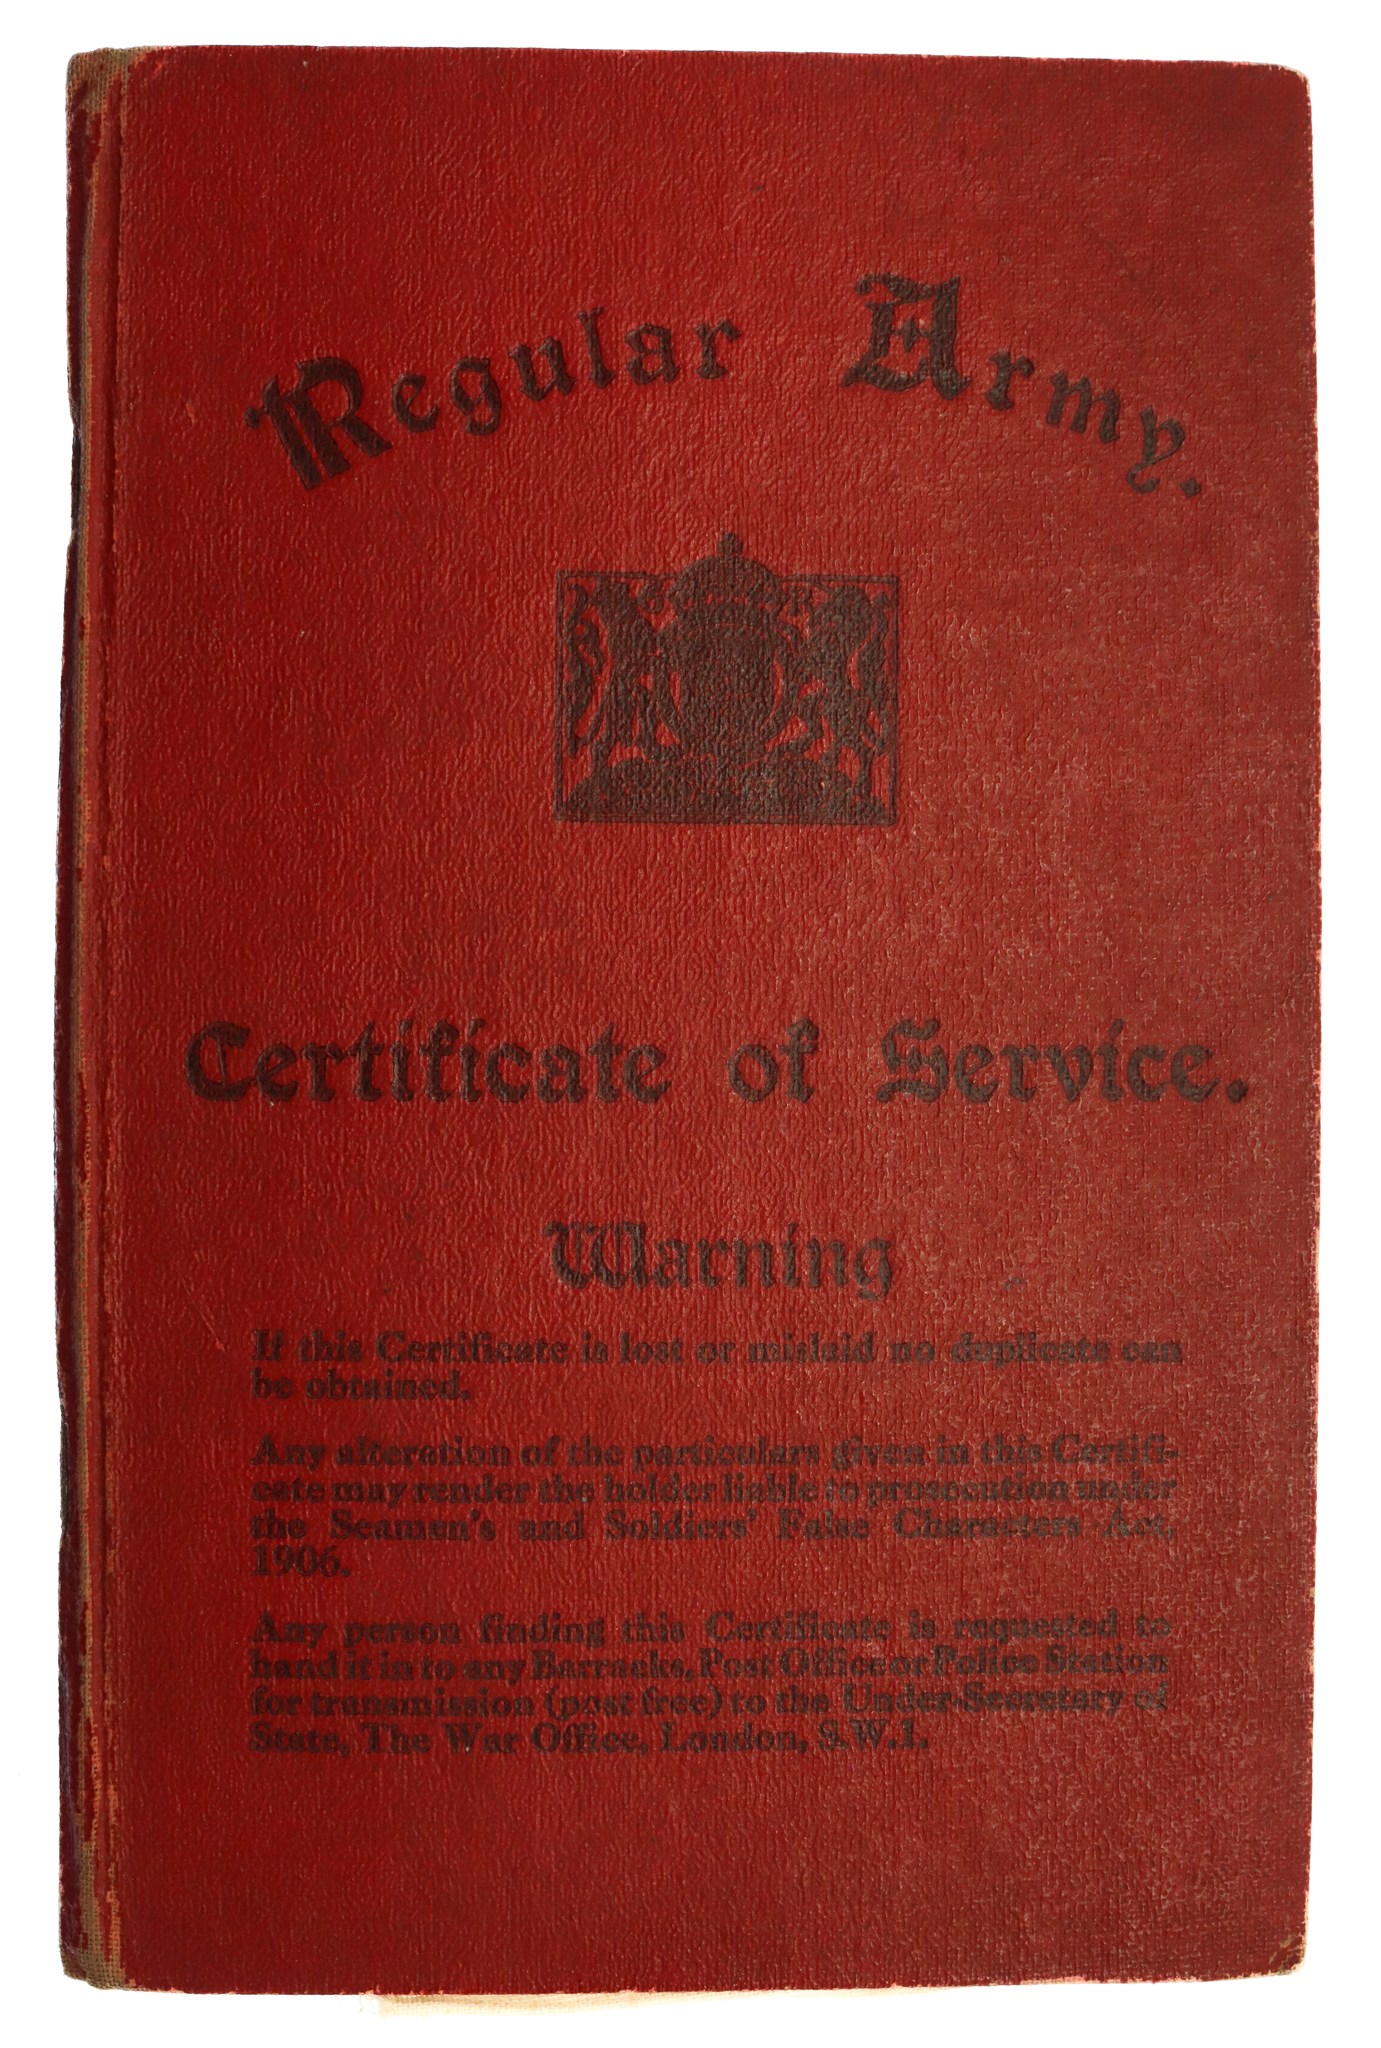 Regular Army.
G R
Certificate of Service.
Warning
If this Certificate is lost or mislaid no duplicate can
be obtained.
Any alteration of the particulars given in this Certifi-
cate may render the holder liable to prosecution under
the Seamen's and Soldiers' False Characters Act,
1906.
Any person finding this Certificate is requested to
hand it in to any Barracks, Post Office or Police Station
for transmission (post free) to the Under-Secretary of
State, The War Office, London, S.W.1.